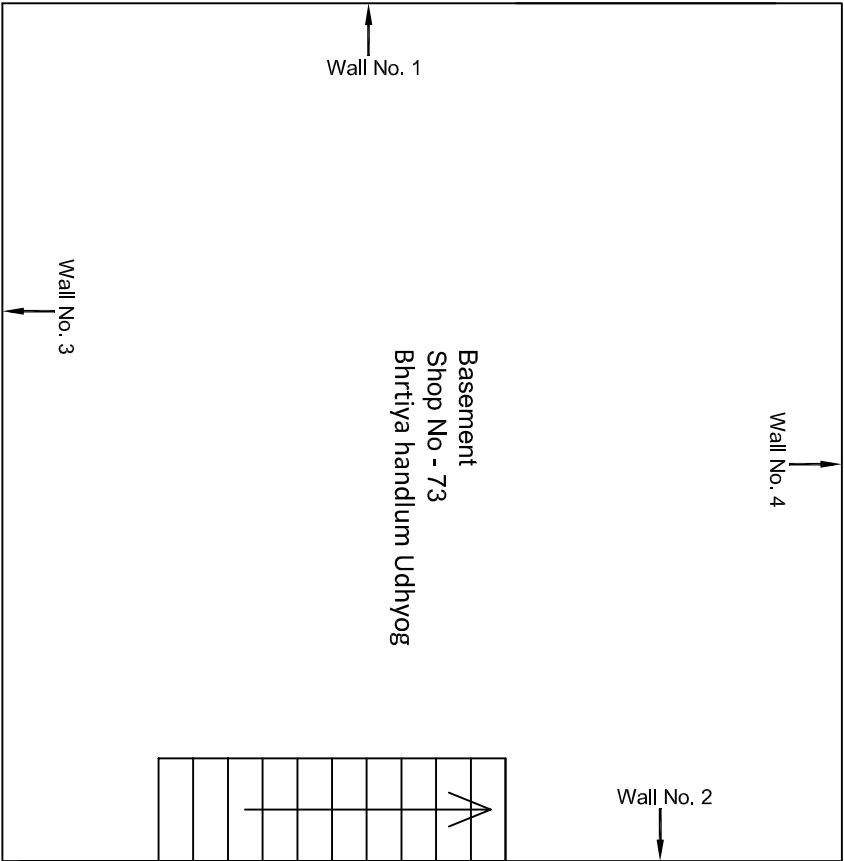 Wall No. 1
Wall No. 3
Basement
Shop No - 73
Bhrtiya handlum Udhyog
Wall No. 4
Wall No. 2